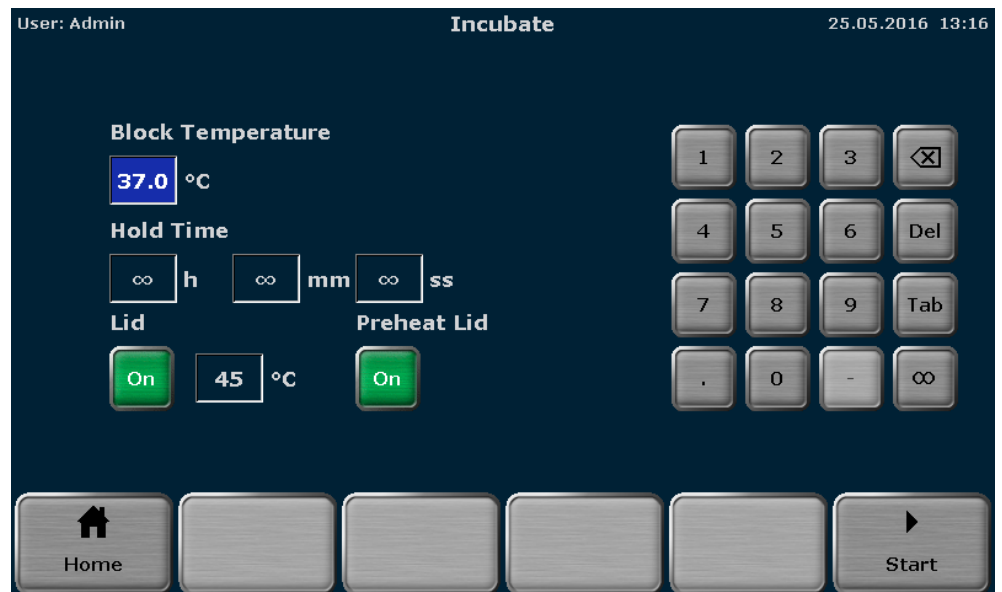 User: Admin Incubate 25.05.2016 13:16
Block Temperature
37.0 °C
Hold Time
∞ h ∞ mm ∞ ss
Lid Preheat Lid
On 45 °C On
1 2 3
4 5 6 Del
7 8 9 Tab
. 0 - ∞
Home Start